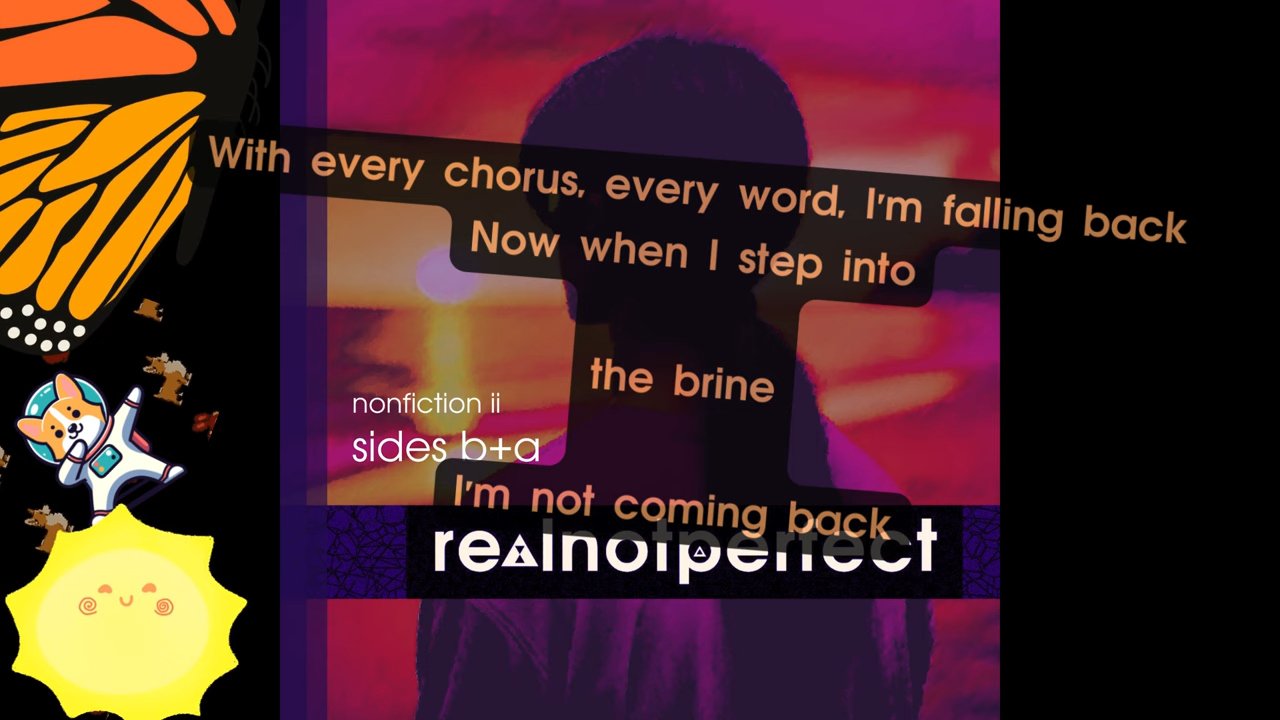 With every chorus, every word, I'm falling back
Now when I step into
the brine
nonfiction ii
sides b+a
I'm not coming back
realnotperfect